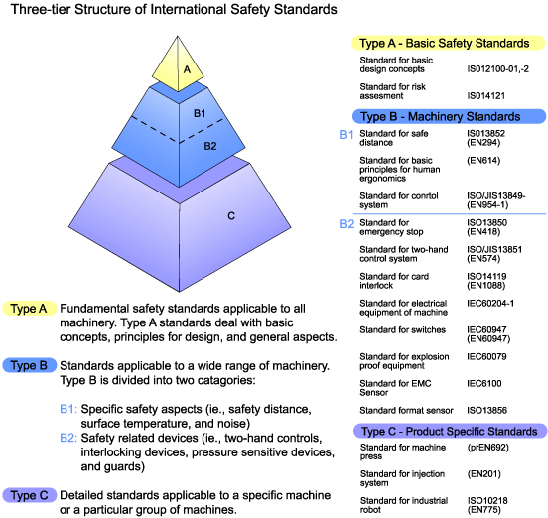 Three-tier Structure of International Safety Standards
A
B1
B2
C
Type A Fundamental safety standards applicable to all
machinery. Type A standards deal with basic
concepts, principles for design, and general aspects.
Type B Standards applicable to a wide range of machinery.
Type B is divided into two catagories:
B1: Specific safety aspects (ie., safety distance,
surface temperature, and noise)
B2: Safety related devices (ie., two-hand controls,
interlocking devices, pressure sensitive devices,
and guards)
Type C Detailed standards applicable to a specific machine
or a particular group of machines.
Type A - Basic Safety Standards
Standard for basic
design concepts ISO12100-01,-2
Standard for risk
assesment ISO14121
Type B - Machinery Standards
B1 Standard for safe ISO13852
distance (EN294)
Standard for basic (EN614)
principles for human
ergonomics
Standard for conrtol ISO/JIS13849-
system (EN954-1)
B2 Standard for ISO13850
emergency stop (EN418)
Standard for two-hand ISO/JIS13851
control system (EN574)
Standard for card ISO14119
interlock (EN1088)
Standard for electrical IEC60204-1
equipment of machine
Standard for switches IEC60947
(EN60947)
Standard for explosion IEC60079
proof equipment
Standard for EMC IEC6100
Sensor
Standard format sensor ISO13856
Type C - Product Specific Standards
Standard for machine (prEN692)
press
Standard for injection (EN201)
system
Standard for industrial ISO10218
robot (EN775)